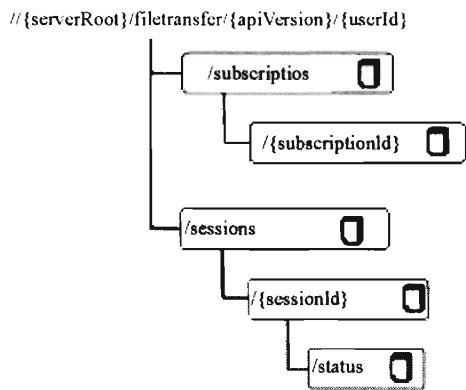 //{serverRoot}/filetransfer/{apiVersion}/{userId}
/subscriptios
/{subscriptionId}
/sessions
/{sessionId}
/status